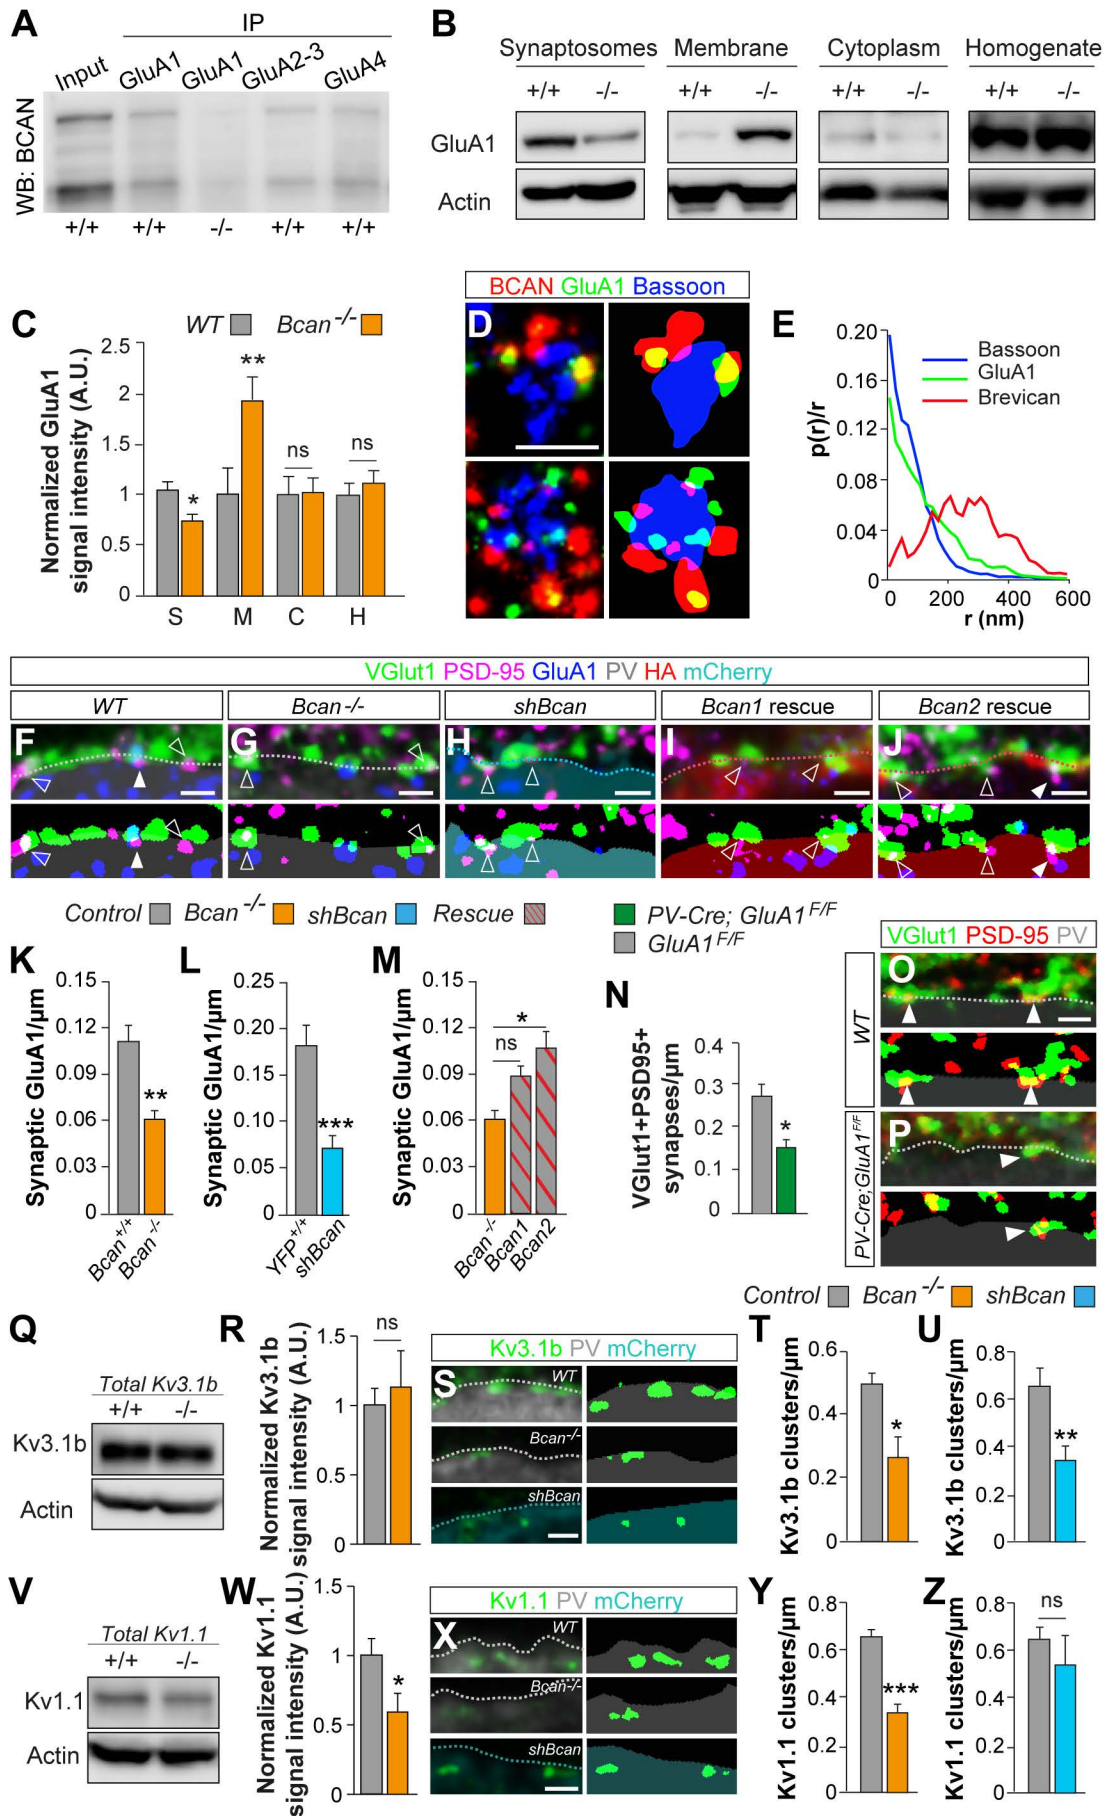 A
IP
Input
GluA1
GluA1
GluA2-3
GluA4
WB: BCAN
+/+
+/+
-/-
+/+
+/+
B
Synaptosomes
Membrane
Cytoplasm
Homogenate
+/+ -/- +/+ -/- +/+ -/- +/+ -/-
GluA1
Actin
C
WT
Bcan-/-
Normalized GluA1
signal intensity (A.U.)
2.5
2
1.5
1
0.5
0
*
**
ns
ns
S M C H
BCAN GluA1 Bassoon
D
E
p(r)/r
0.20
0.16
0.12
0.08
0.04
0
Bassoon
GluA1
Brevican
0 200 400 600
r (nm)
VGlut1 PSD-95 GluA1 PV HA mCherry
WT
Bcan-/-
shBcan
Bcan1 rescue
Bcan2 rescue
F
G
H
I
J
Control
Bcan-/-
shBcan
Rescue
PV-Cre; GluA1F/F
GluA1F/F
K
Synaptic GluA1/µm
0.15
0.12
0.09
0.06
0.03
0
**
Bcan+/+
Bcan-/-
L
Synaptic GluA1/µm
0.25
0.20
0.15
0.10
0.05
0
***
YFP+/+
shBcan
M
Synaptic GluA1/µm
0.15
0.12
0.09
0.06
0.03
0
*
ns
Bcan-/-
Bcan1
Bcan2
N
VGlut1+PSD95+
synapses/µm
0.4
0.3
0.2
0.1
0
*
VGlut1 PSD-95 PV
WT
O
PV-Cre;GluA1F/F
P
Control
Bcan-/-
shBcan
Q
Total Kv3.1b
+/+ -/-
Kv3.1b
Actin
R
Normalized Kv3.1b
signal intensity (A.U.)
1.5
1
0.5
0
ns
Kv3.1b PV mCherry
S
WT
Bcan-/-
shBcan
T
Kv3.1b clusters/µm
0.6
0.4
0.2
0
*
U
Kv3.1b clusters/µm
0.8
0.6
0.4
0.2
0
**
V
Total Kv1.1
+/+ -/-
Kv1.1
Actin
W
Normalized Kv1.1
signal intensity (A.U.)
1.5
1
0.5
0
*
Kv1.1 PV mCherry
X
WT
Bcan-/-
shBcan
Y
Kv1.1 clusters/µm
0.8
0.6
0.4
0.2
0
***
Z
Kv1.1 clusters/µm
0.8
0.6
0.4
0.2
0
ns